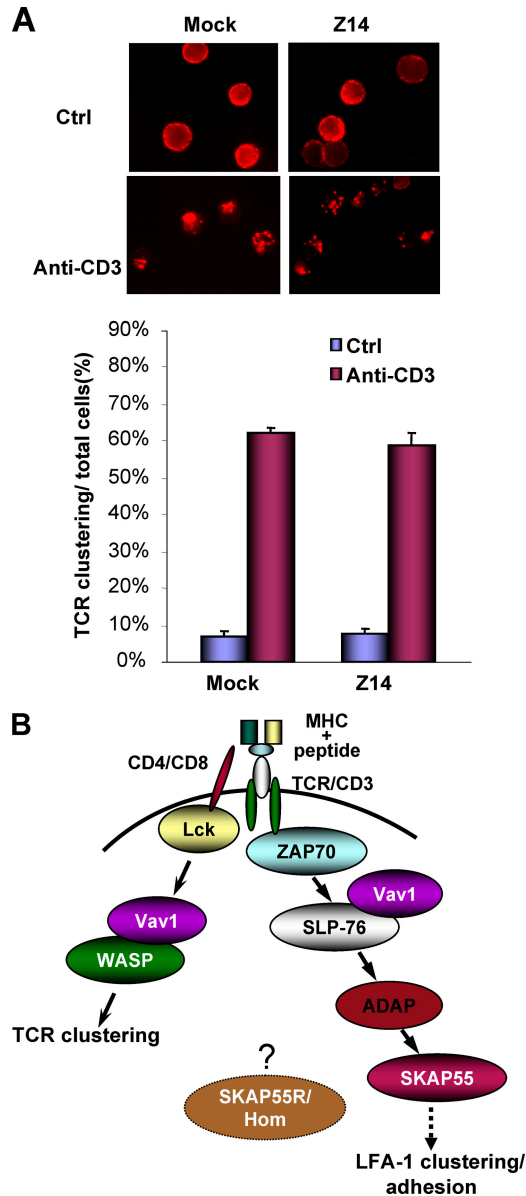 A
Mock
Z14
Ctrl
Anti-CD3
TCR clustering/ total cells(%)
90%
80%
70%
60%
50%
40%
30%
20%
10%
0%
Ctrl
Anti-CD3
Mock
Z14
B
MHC
+
peptide
CD4/CD8
TCR/CD3
Lck
ZAP70
Vav1
Vav1
SLP-76
WASP
ADAP
TCR clustering
?
SKAP55
SKAP55R/
Hom
LFA-1 clustering/
adhesion